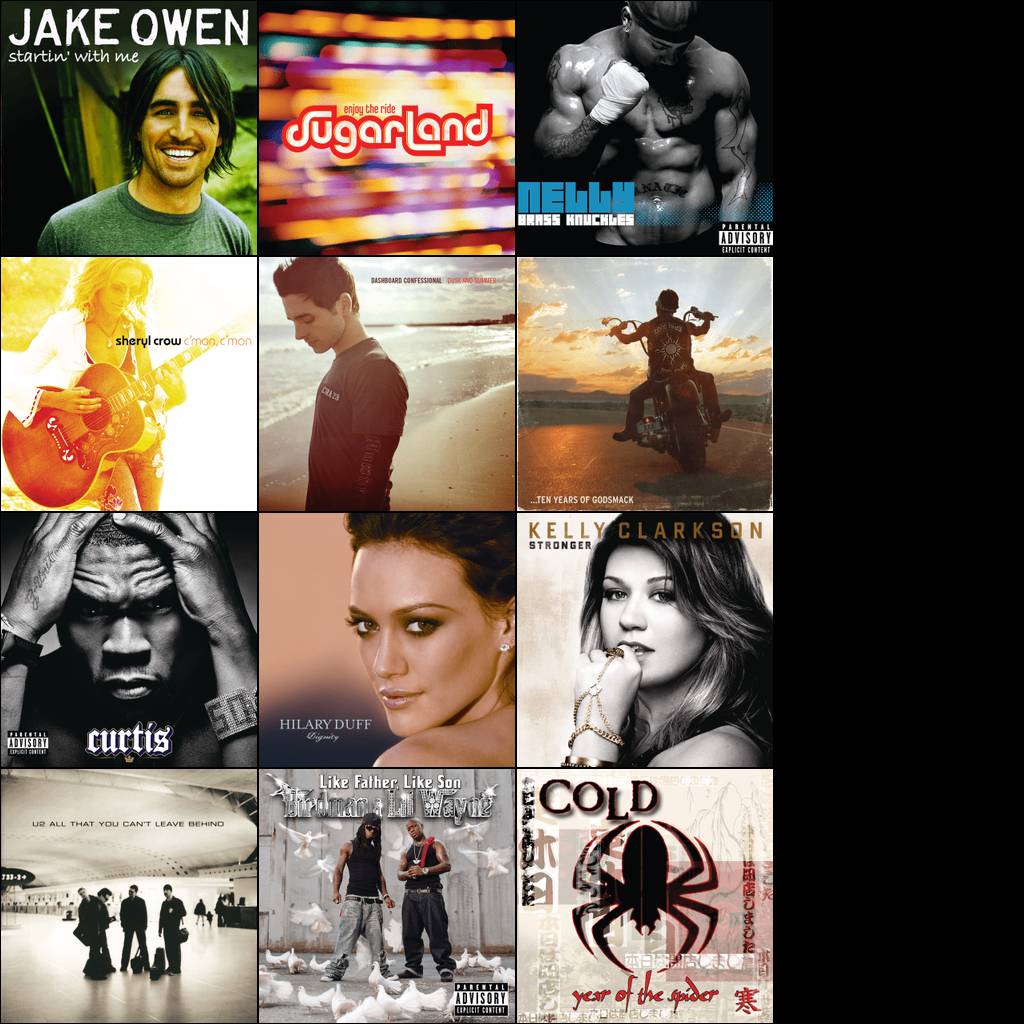 JAKE OWEN
startin' with me
enjoy the ride
sugarland
NELLY
BRASS KNUCKLES
PARENTAL
ADVISORY
EXPLICIT CONTENT
sheryl crow c'mon, c'mon
DASHBOARD CONFESSIONAL DUSK AND SUMMER
...TEN YEARS OF GODSMACK
PARENTAL
ADVISORY
EXPLICIT CONTENT
curtis
50
HILARY DUFF
Dignity
KELLY CLARKSON
STRONGER
U2 ALL THAT YOU CAN'T LEAVE BEHIND
J33-3
Like Father, Like Son
Birdman & Lil Wayne
PARENTAL
ADVISORY
EXPLICIT CONTENT
COLD
year of the spider
寒